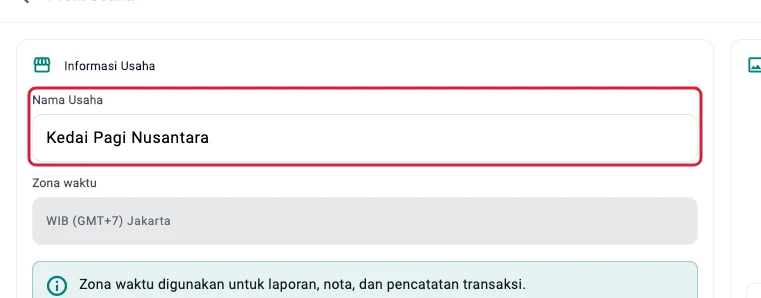 Informasi Usaha
Nama Usaha
Kedai Pagi Nusantara
Zona waktu
WIB (GMT+7) Jakarta
Zona waktu digunakan untuk laporan, nota, dan pencatatan transaksi.